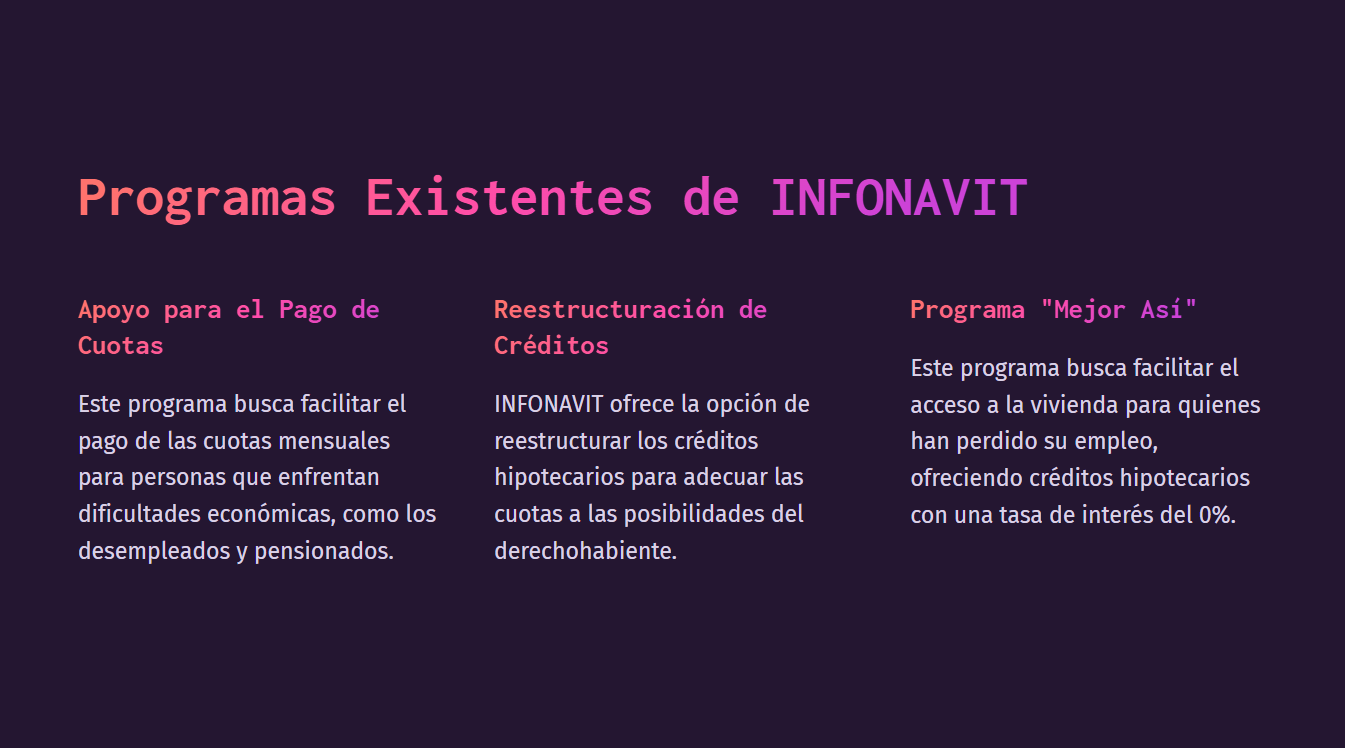 Programas Existentes de INFONAVIT
Apoyo para el Pago de
Cuotas
Este programa busca facilitar el
pago de las cuotas mensuales
para personas que enfrentan
dificultades económicas, como los
desempleados y pensionados.
Reestructuración de
Créditos
INFONAVIT ofrece la opción de
reestructurar los créditos
hipotecarios para adecuar las
cuotas a las posibilidades del
derechohabiente.
Programa "Mejor Así"
Este programa busca facilitar el
acceso a la vivienda para quienes
han perdido su empleo,
ofreciendo créditos hipotecarios
con una tasa de interés del 0%.